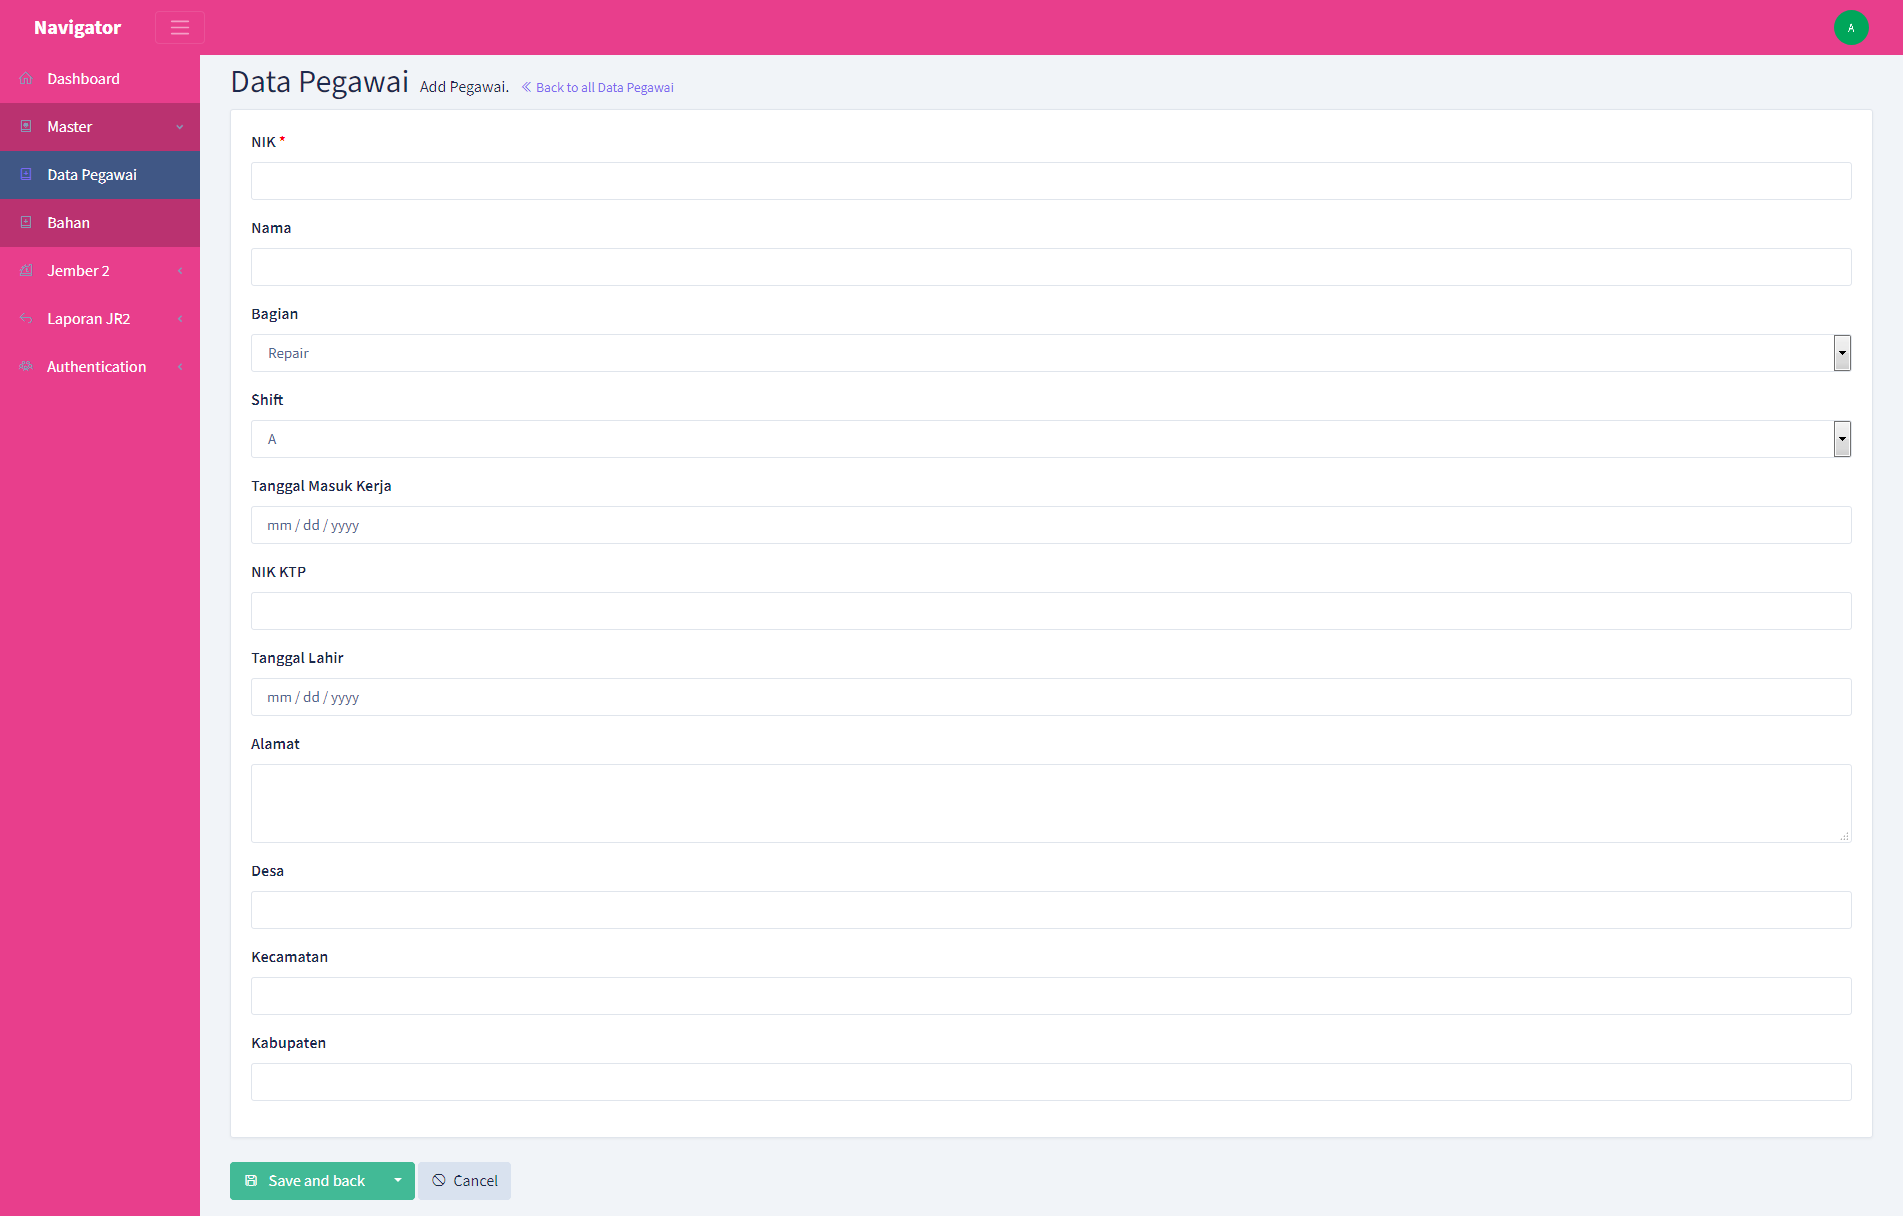 Navigator
A
Dashboard
Master
Data Pegawai
Bahan
Jember 2
Laporan JR2
Authentication
Data Pegawai Add Pegawai. Back to all Data Pegawai
NIK *
Nama
Bagian
Repair
Shift
A
Tanggal Masuk Kerja
mm / dd / yyyy
NIK KTP
Tanggal Lahir
mm / dd / yyyy
Alamat
Desa
Kecamatan
Kabupaten
Save and back
Cancel